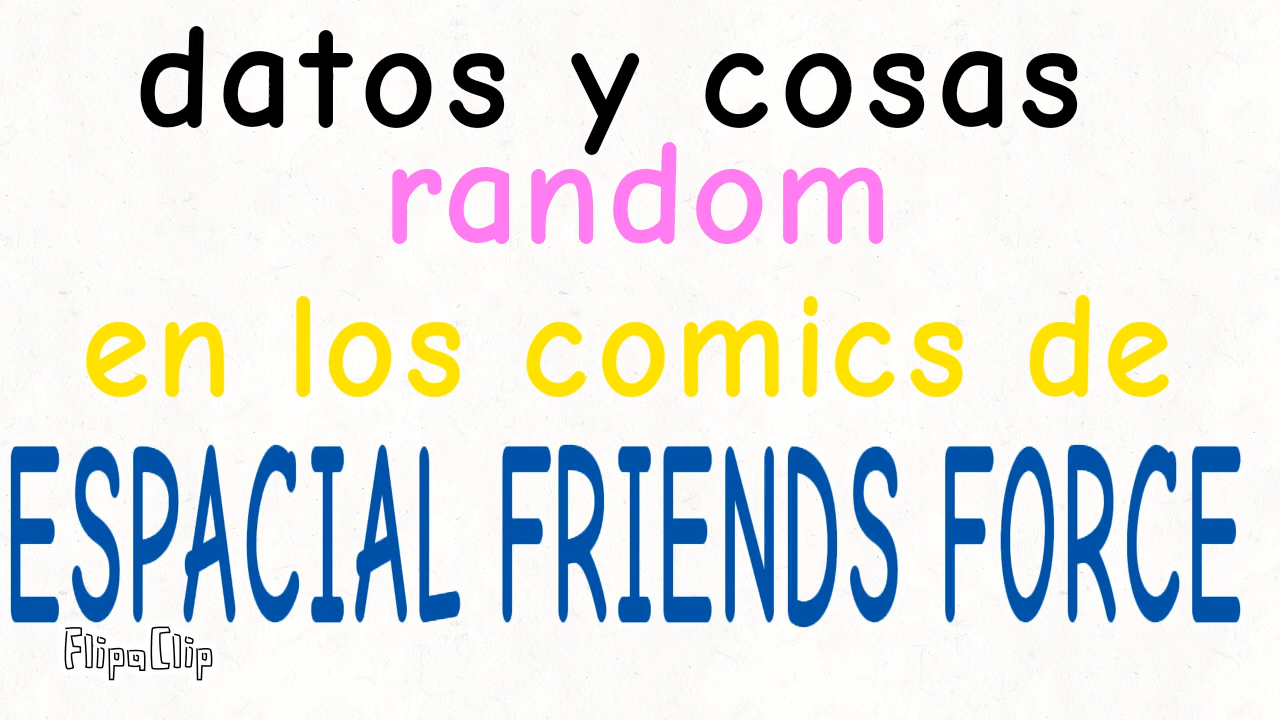 datos y cosas
random
en los comics de
ESPACIAL FRIENDS FORCE
FlipaClip